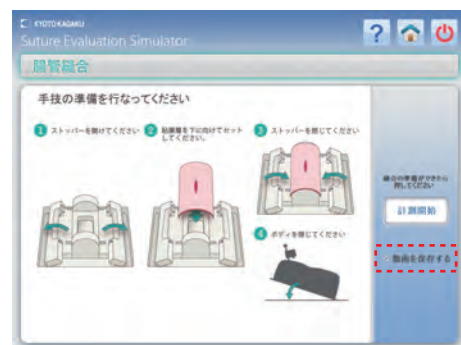 KYOTO KAGAKU
Suture Evaluation Simulator
?
腸管縫合
手技の準備を行なってください
1 ストッパーを開けてください
2 粘膜層を下に向けてセット
してください。
3 ストッパーを閉じてください
4 ボディを閉じてください
縫合の準備ができたら
押してください
計測開始
動画を保存する